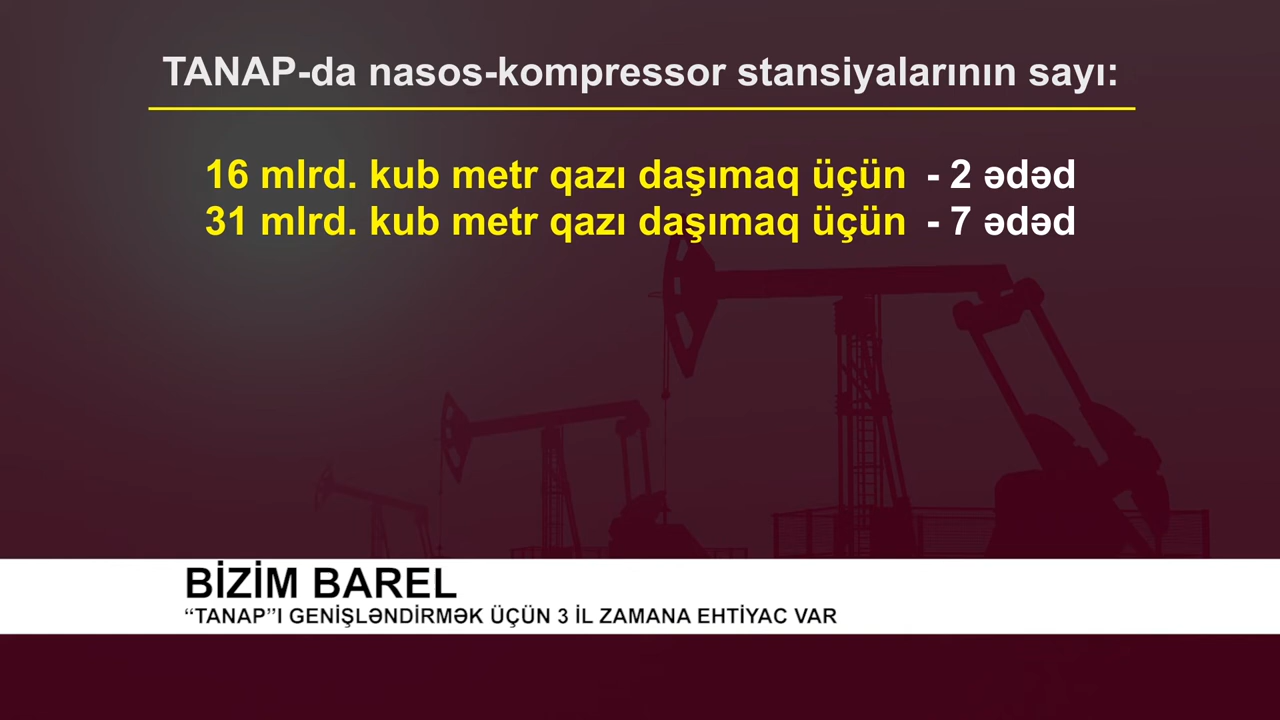 TANAP-da nasos-kompressor stansiyalarının sayı:
16 mlrd. kub metr qazı daşımaq üçün - 2 ədəd
31 mlrd. kub metr qazı daşımaq üçün - 7 ədəd
BİZİM BAREL
“TANAP”I GENİŞLƏNDİRMƏK ÜÇÜN 3 İL ZAMANA EHTİYAC VAR